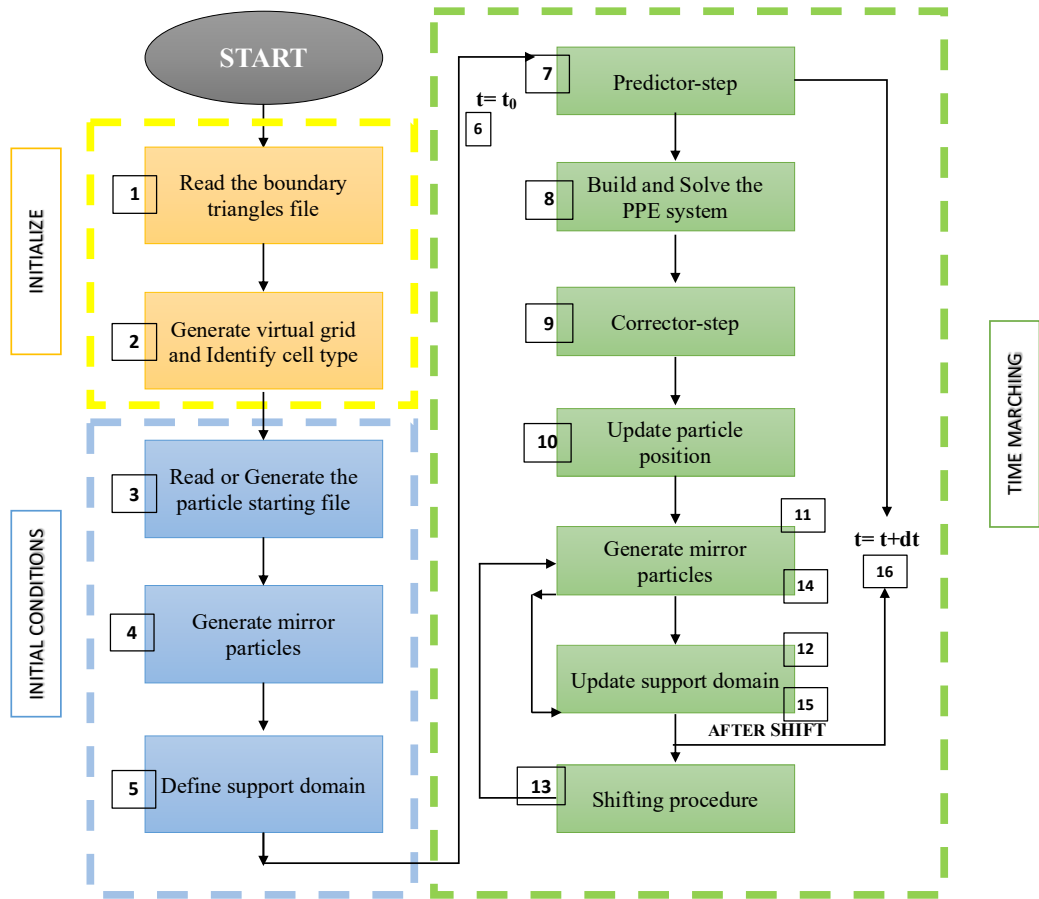 START
INITIALIZE
1
Read the boundary
triangles file
2
Generate virtual grid
and Identify cell type
INITIAL CONDITIONS
3
Read or Generate the
particle starting file
4
Generate mirror
particles
5
Define support domain
t= t₀
6
TIME MARCHING
7
Predictor-step
8
Build and Solve the
PPE system
9
Corrector-step
10
Update particle
position
11
Generate mirror
particles
14
12
Update support domain
15
AFTER SHIFT
13
Shifting procedure
t= t+dt
16